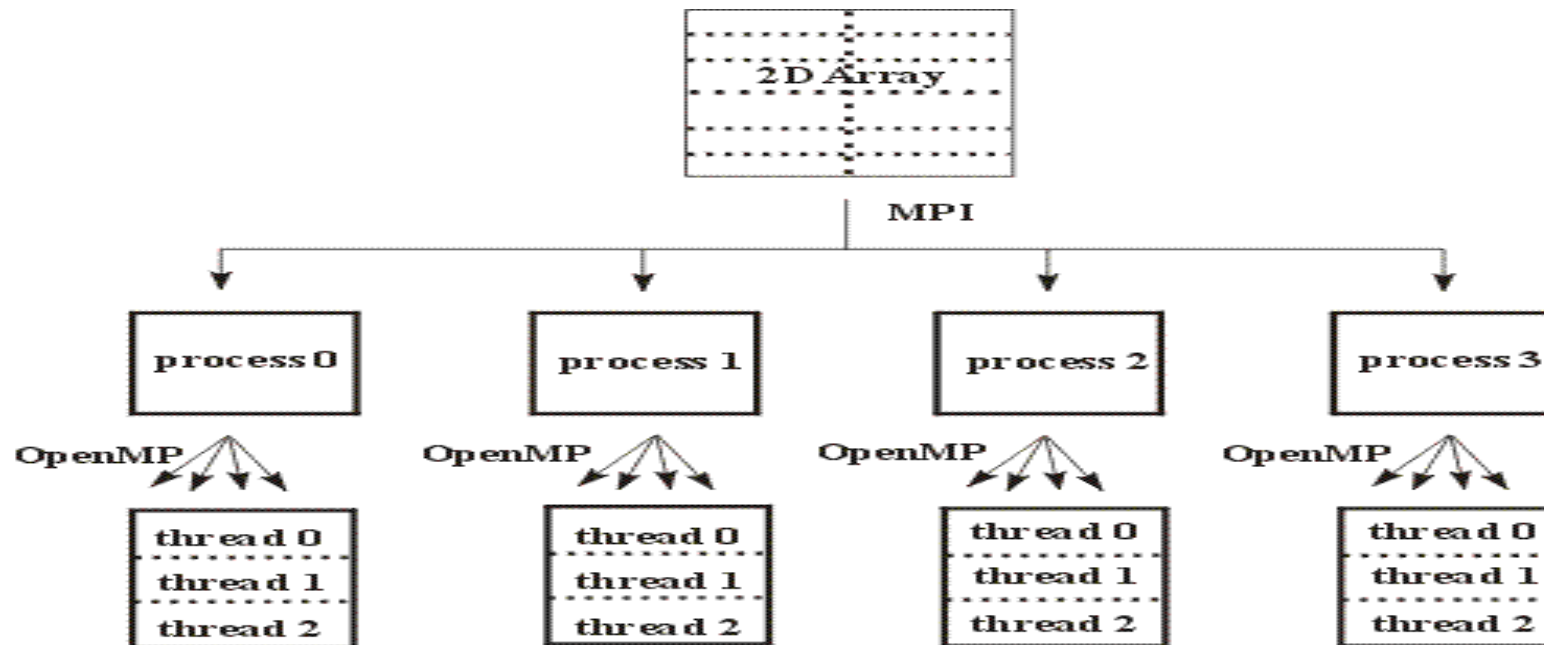 2D Array
MPI
process 0
process 1
process 2
process 3
OpenMP
OpenMP
OpenMP
OpenMP
thread 0
thread 1
thread 2
thread 0
thread 1
thread 2
thread 0
thread 1
thread 2
thread 0
thread 1
thread 2